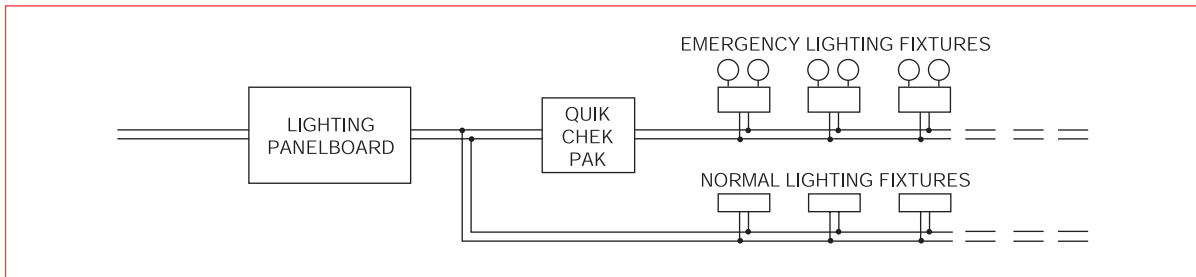 EMERGENCY LIGHTING FIXTURES
LIGHTING
PANELBOARD
QUIK
CHEK
PAK
NORMAL LIGHTING FIXTURES